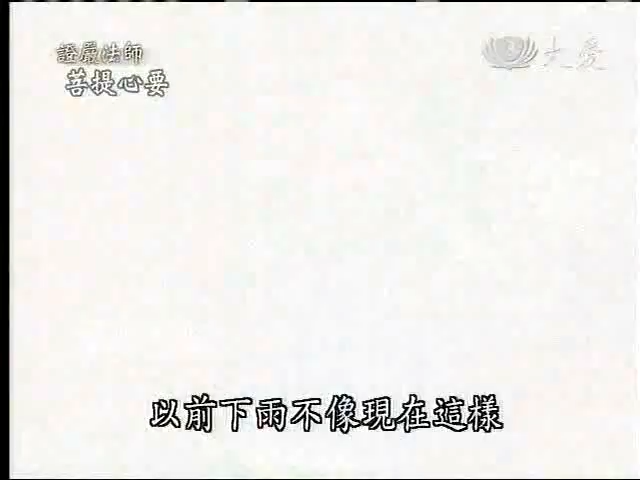 證嚴法師
菩提心要
大愛
以前下雨不像現在這樣